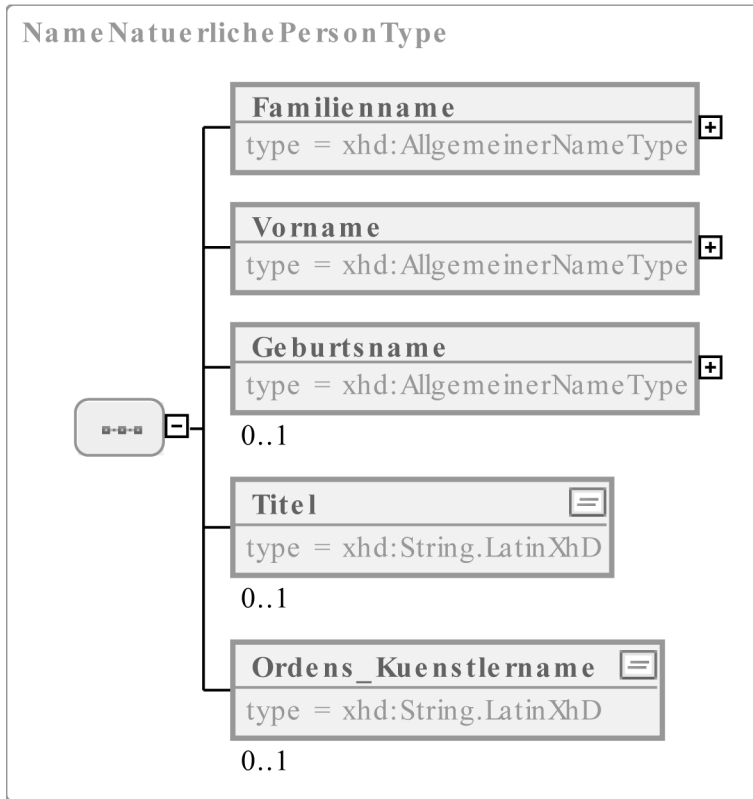 NameNatuerlichePersonType
Familienname
type = xhd:AllgemeinerNameType
Vorname
type = xhd:AllgemeinerNameType
Geburtsname
type = xhd:AllgemeinerNameType
0..1
Titel
type = xhd:String.LatinXhD
0..1
Ordens_Kuenstlername
type = xhd:String.LatinXhD
0..1